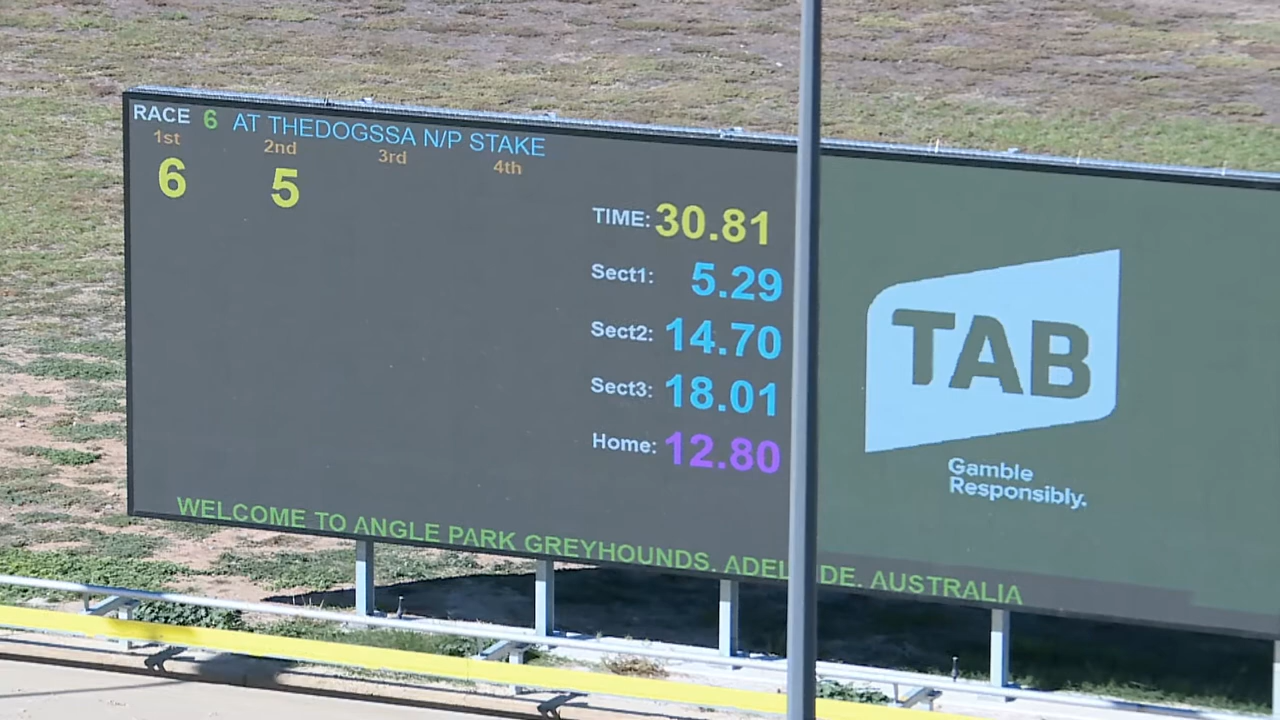 RACE 6 AT THEDOGSSA N/P STAKE
1st 2nd 3rd 4th
6 5
TIME: 30.81
Sect1: 5.29
Sect2: 14.70
Sect3: 18.01
Home: 12.80
TAB
Gamble
Responsibly.
WELCOME TO ANGLE PARK GREYHOUNDS. ADEL DE. AUSTRALIA